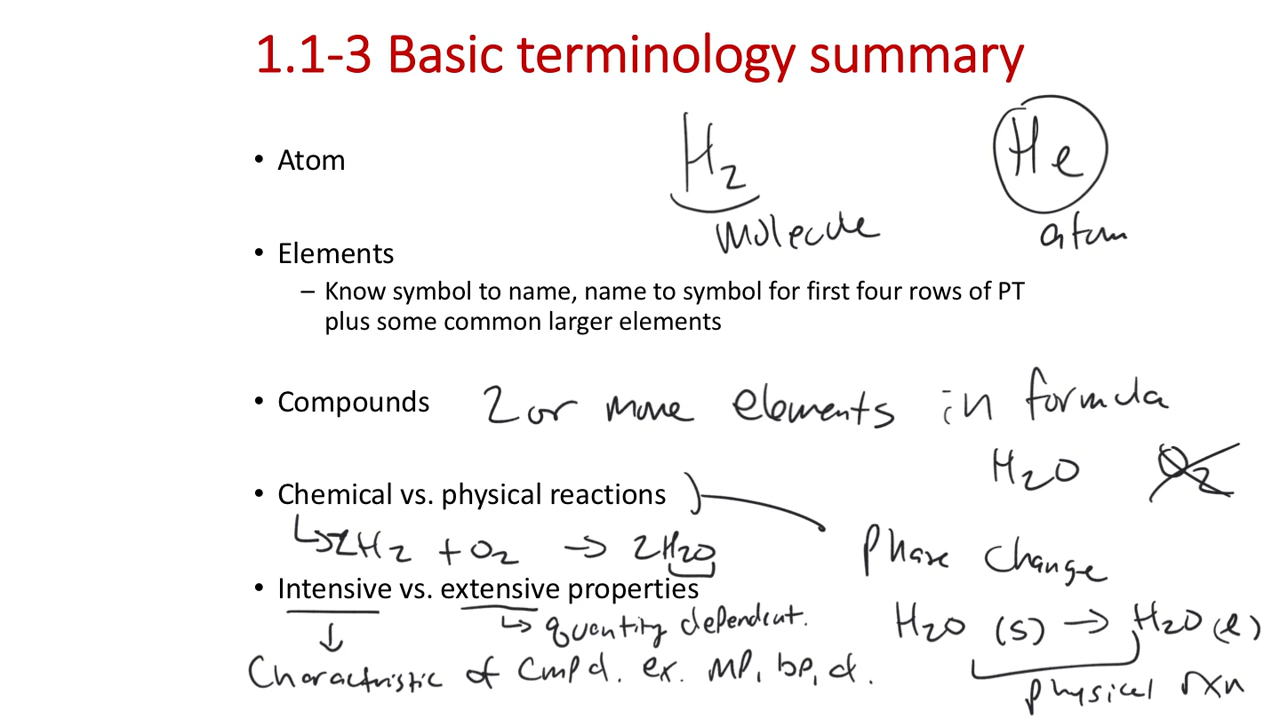 1.1-3 Basic terminology summary
• Atom
H2
He
molecule
atom
• Elements
– Know symbol to name, name to symbol for first four rows of PT
plus some common larger elements
• Compounds
2 or more elements in formula
H2O
O2
• Chemical vs. physical reactions
2H2 + O2 → 2H2O
Phase change
• Intensive vs. extensive properties
↳ quantity dependent.
H2O (s) → H2O (l)
Characteristic of Cmpd. ex. MP, bp, d.
physical rxn